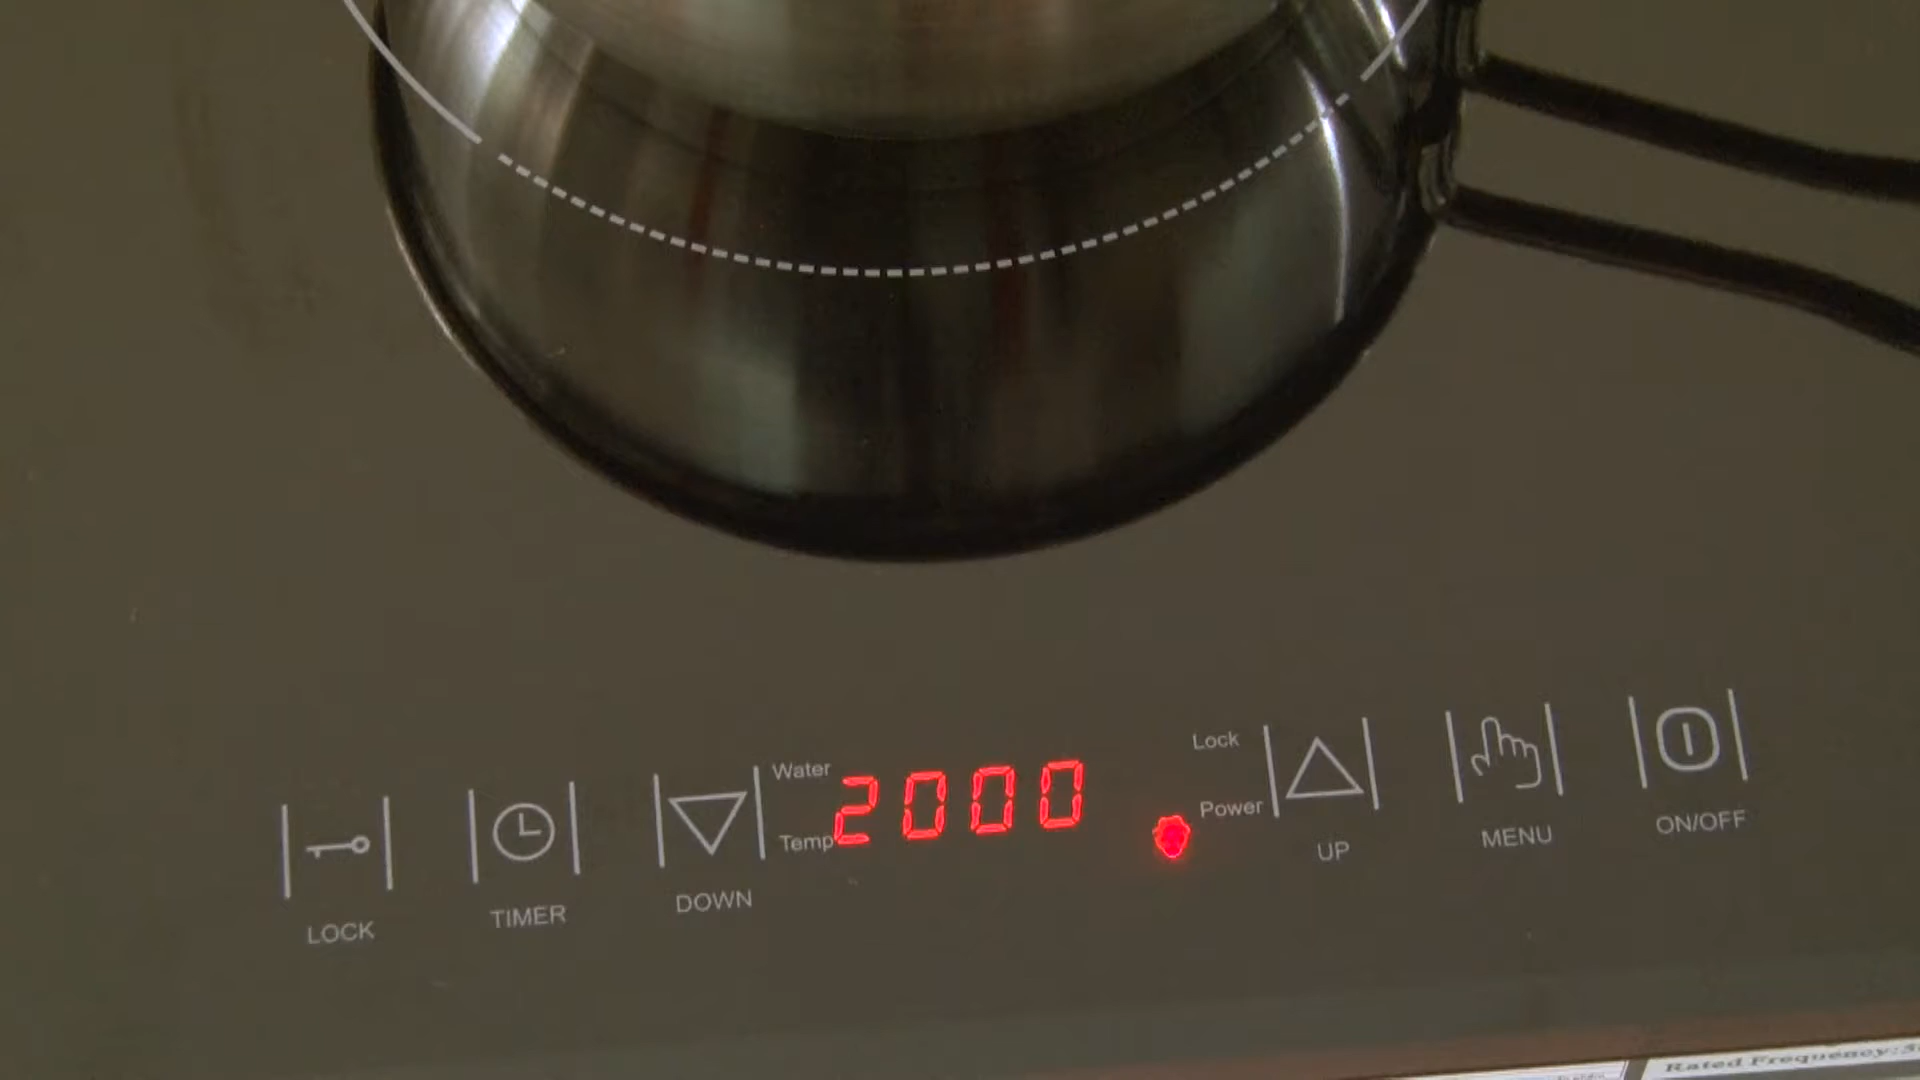 Water
Temp
2000
Lock
Power
LOCK
TIMER
DOWN
UP
MENU
ON/OFF
Rated Frequency: